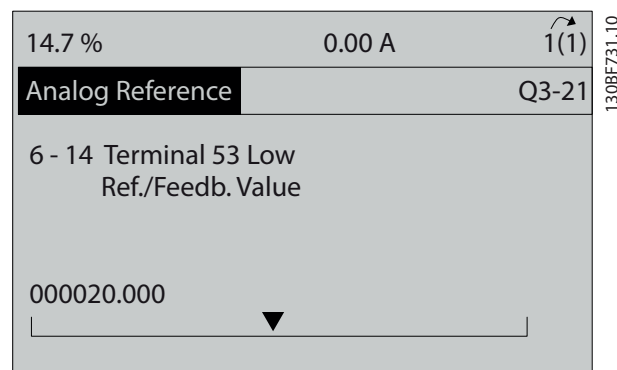 14.7 % 0.00 A 1(1)
Analog Reference Q3-21
6 - 14 Terminal 53 Low
Ref./Feedb. Value
000020.000
130BF731.10